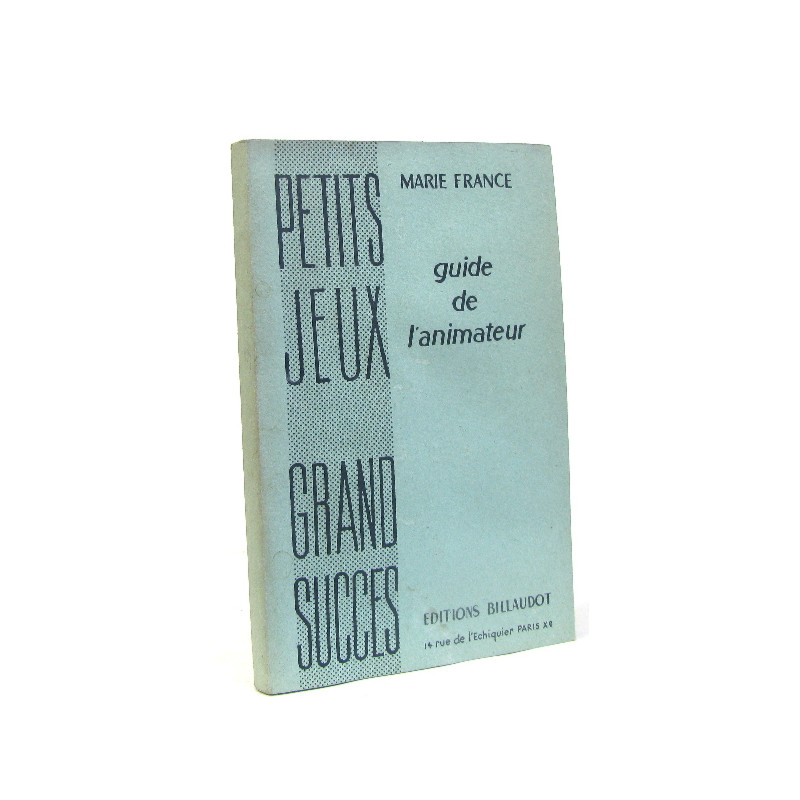 PETITS
JEUX
GRAND
SUCCES
MARIE FRANCE
guide
de
l'animateur
EDITIONS BILLAUDOT
14 rue de l'Echiquier PARIS Xe